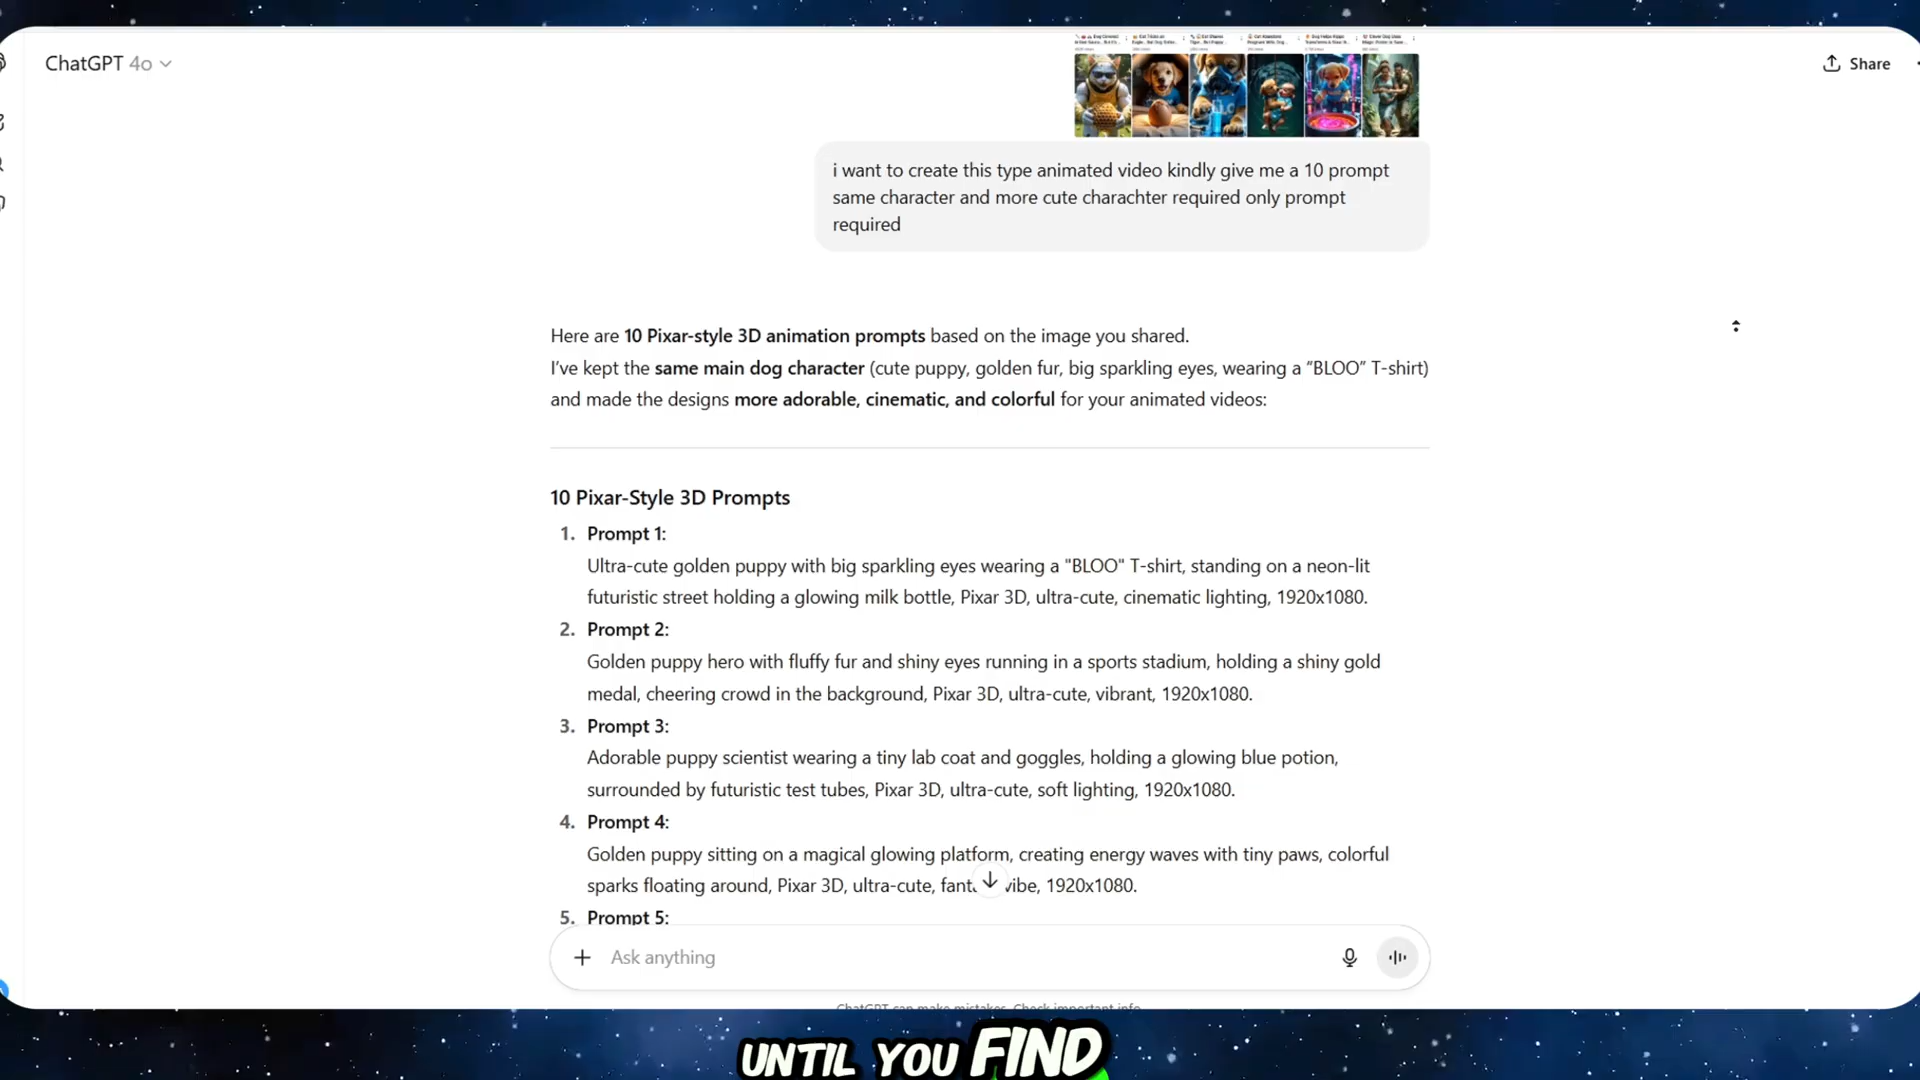 ChatGPT 4o
Share
i want to create this type animated video kindly give me a 10 prompt
same character and more cute charachter required only prompt
required
Here are 10 Pixar-style 3D animation prompts based on the image you shared.
I've kept the same main dog character (cute puppy, golden fur, big sparkling eyes, wearing a “BLOO” T-shirt)
and made the designs more adorable, cinematic, and colorful for your animated videos:
10 Pixar-Style 3D Prompts
1. Prompt 1:
Ultra-cute golden puppy with big sparkling eyes wearing a "BLOO" T-shirt, standing on a neon-lit
futuristic street holding a glowing milk bottle, Pixar 3D, ultra-cute, cinematic lighting, 1920x1080.
2. Prompt 2:
Golden puppy hero with fluffy fur and shiny eyes running in a sports stadium, holding a shiny gold
medal, cheering crowd in the background, Pixar 3D, ultra-cute, vibrant, 1920x1080.
3. Prompt 3:
Adorable puppy scientist wearing a tiny lab coat and goggles, holding a glowing blue potion,
surrounded by futuristic test tubes, Pixar 3D, ultra-cute, soft lighting, 1920x1080.
4. Prompt 4:
Golden puppy sitting on a magical glowing platform, creating energy waves with tiny paws, colorful
sparks floating around, Pixar 3D, ultra-cute, vibe, 1920x1080.
5. Prompt 5:
Ask anything
ChatGPT can make mistakes. Check important info.
UNTIL YOU FIND